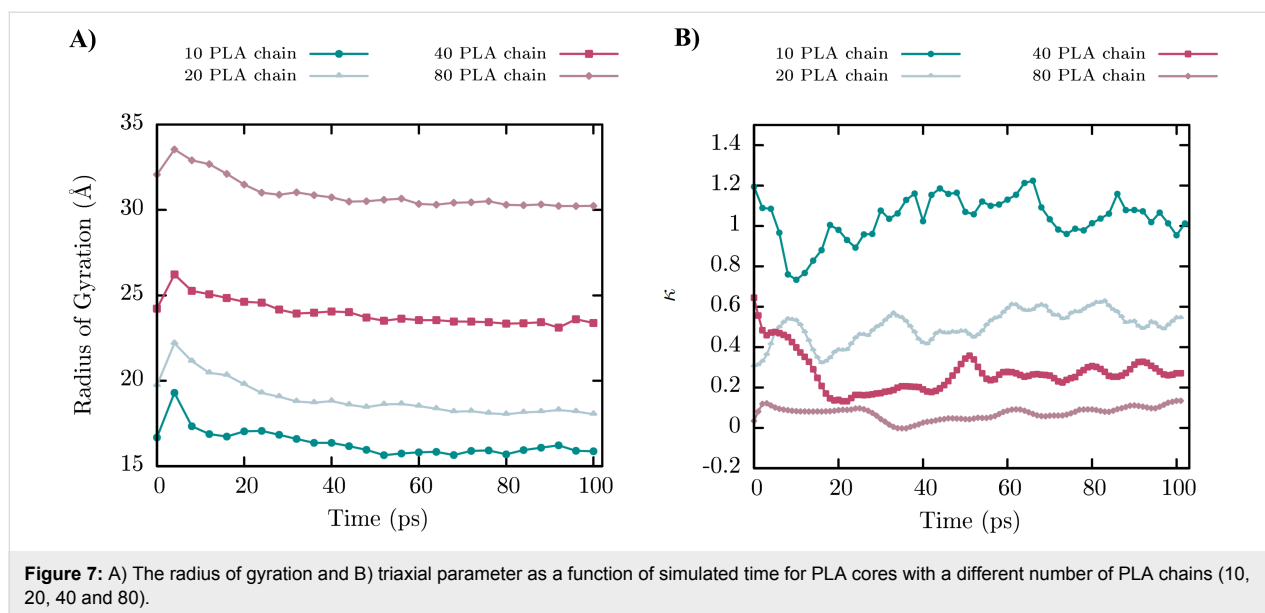 A)
10 PLA chain
40 PLA chain
20 PLA chain
80 PLA chain
35
30
25
20
15
Radius of Gyration (Å)
0 20 40 60 80 100
Time (ps)
B)
10 PLA chain
40 PLA chain
20 PLA chain
80 PLA chain
1.4
1.2
1
0.8
0.6
0.4
0.2
0
-0.2
κ
0 20 40 60 80 100
Time (ps)
Figure 7: A) The radius of gyration and B) triaxial parameter as a function of simulated time for PLA cores with a different number of PLA chains (10,
20, 40 and 80).